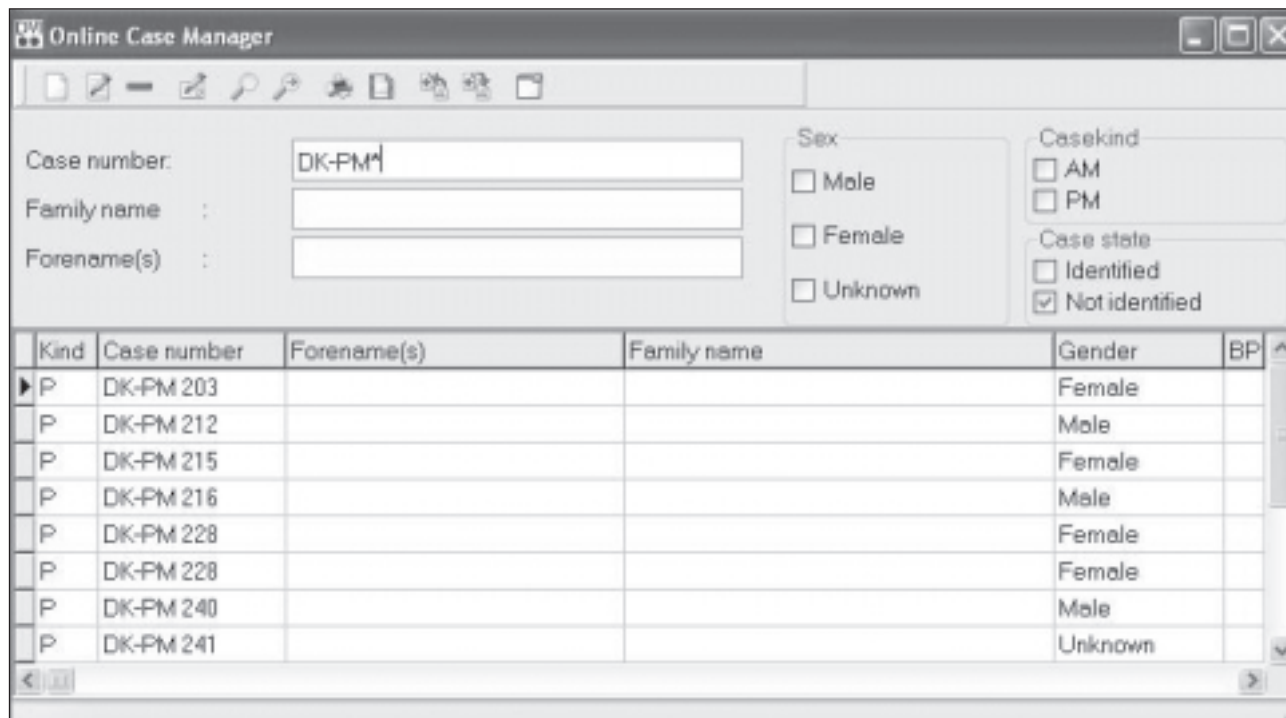 Online Case Manager
Case number: DK-PM*
Family name :
Forename(s) :
Sex
Male
Female
Unknown
Casekind
AM
PM
Case state
Identified
Not identified
Kind Case number Forename(s) Family name Gender BP
P DK-PM 203 Female
P DK-PM 212 Male
P DK-PM 215 Female
P DK-PM 216 Male
P DK-PM 228 Female
P DK-PM 228 Female
P DK-PM 240 Male
P DK-PM 241 Unknown